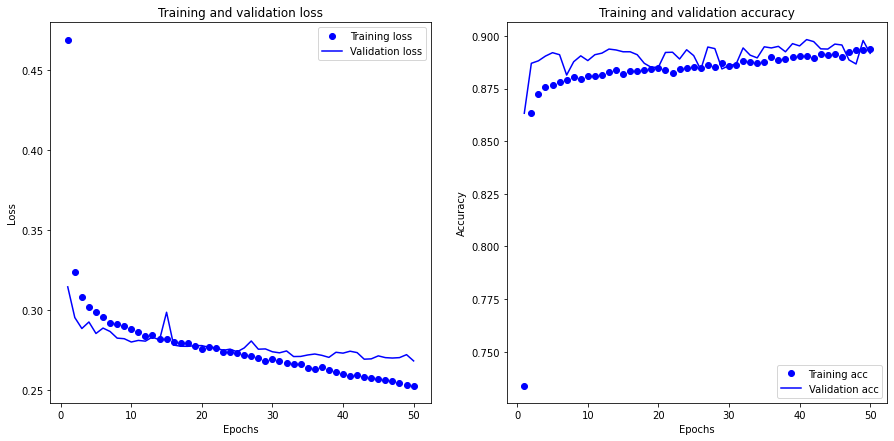 Training and validation loss
Training loss
Validation loss
0.45
0.40
0.35
0.30
0.25
Loss
0
10
20
30
40
50
Epochs
Training and validation accuracy
0.900
0.875
0.850
0.825
0.800
0.775
0.750
Accuracy
Training acc
Validation acc
0
10
20
30
40
50
Epochs